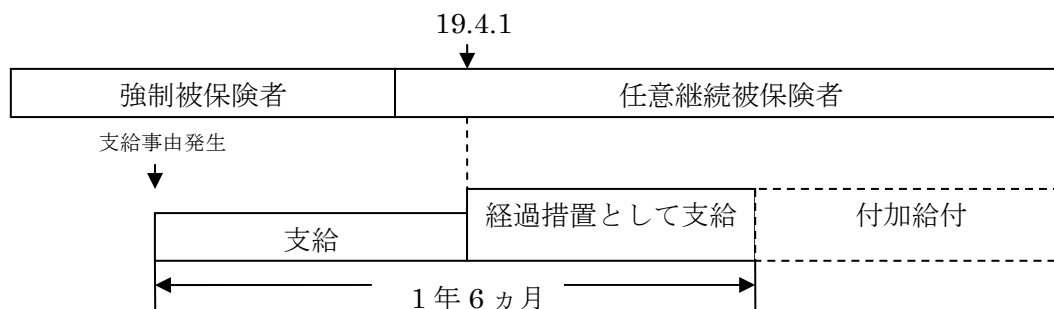 19.4.1
強制被保険者
任意継続被保険者
支給事由発生
経過措置として支給
付加給付
支給
1年6ヵ月